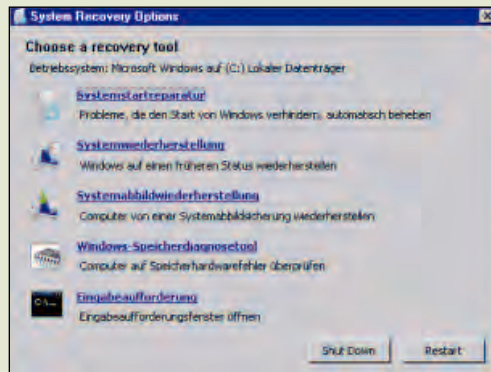 System Recovery Options
Choose a recovery tool
Betriebssystem: Microsoft Windows auf (C:) Lokaler Datenträger
Systemstartreparatur
Probleme, die den Start von Windows verhindern, automatisch beheben
Systemwiederherstellung
Windows auf einen früheren Status wiederherstellen
Systemabbildwiederherstellung
Computer von einer Systemabbildsicherung wiederherstellen
Windows-Speicherdiagnosetool
Computer auf Speicherhardwarefehler überprüfen
C:\...
Eingabeaufforderung
Eingabeaufforderungsfenster öffnen
Shut Down
Restart